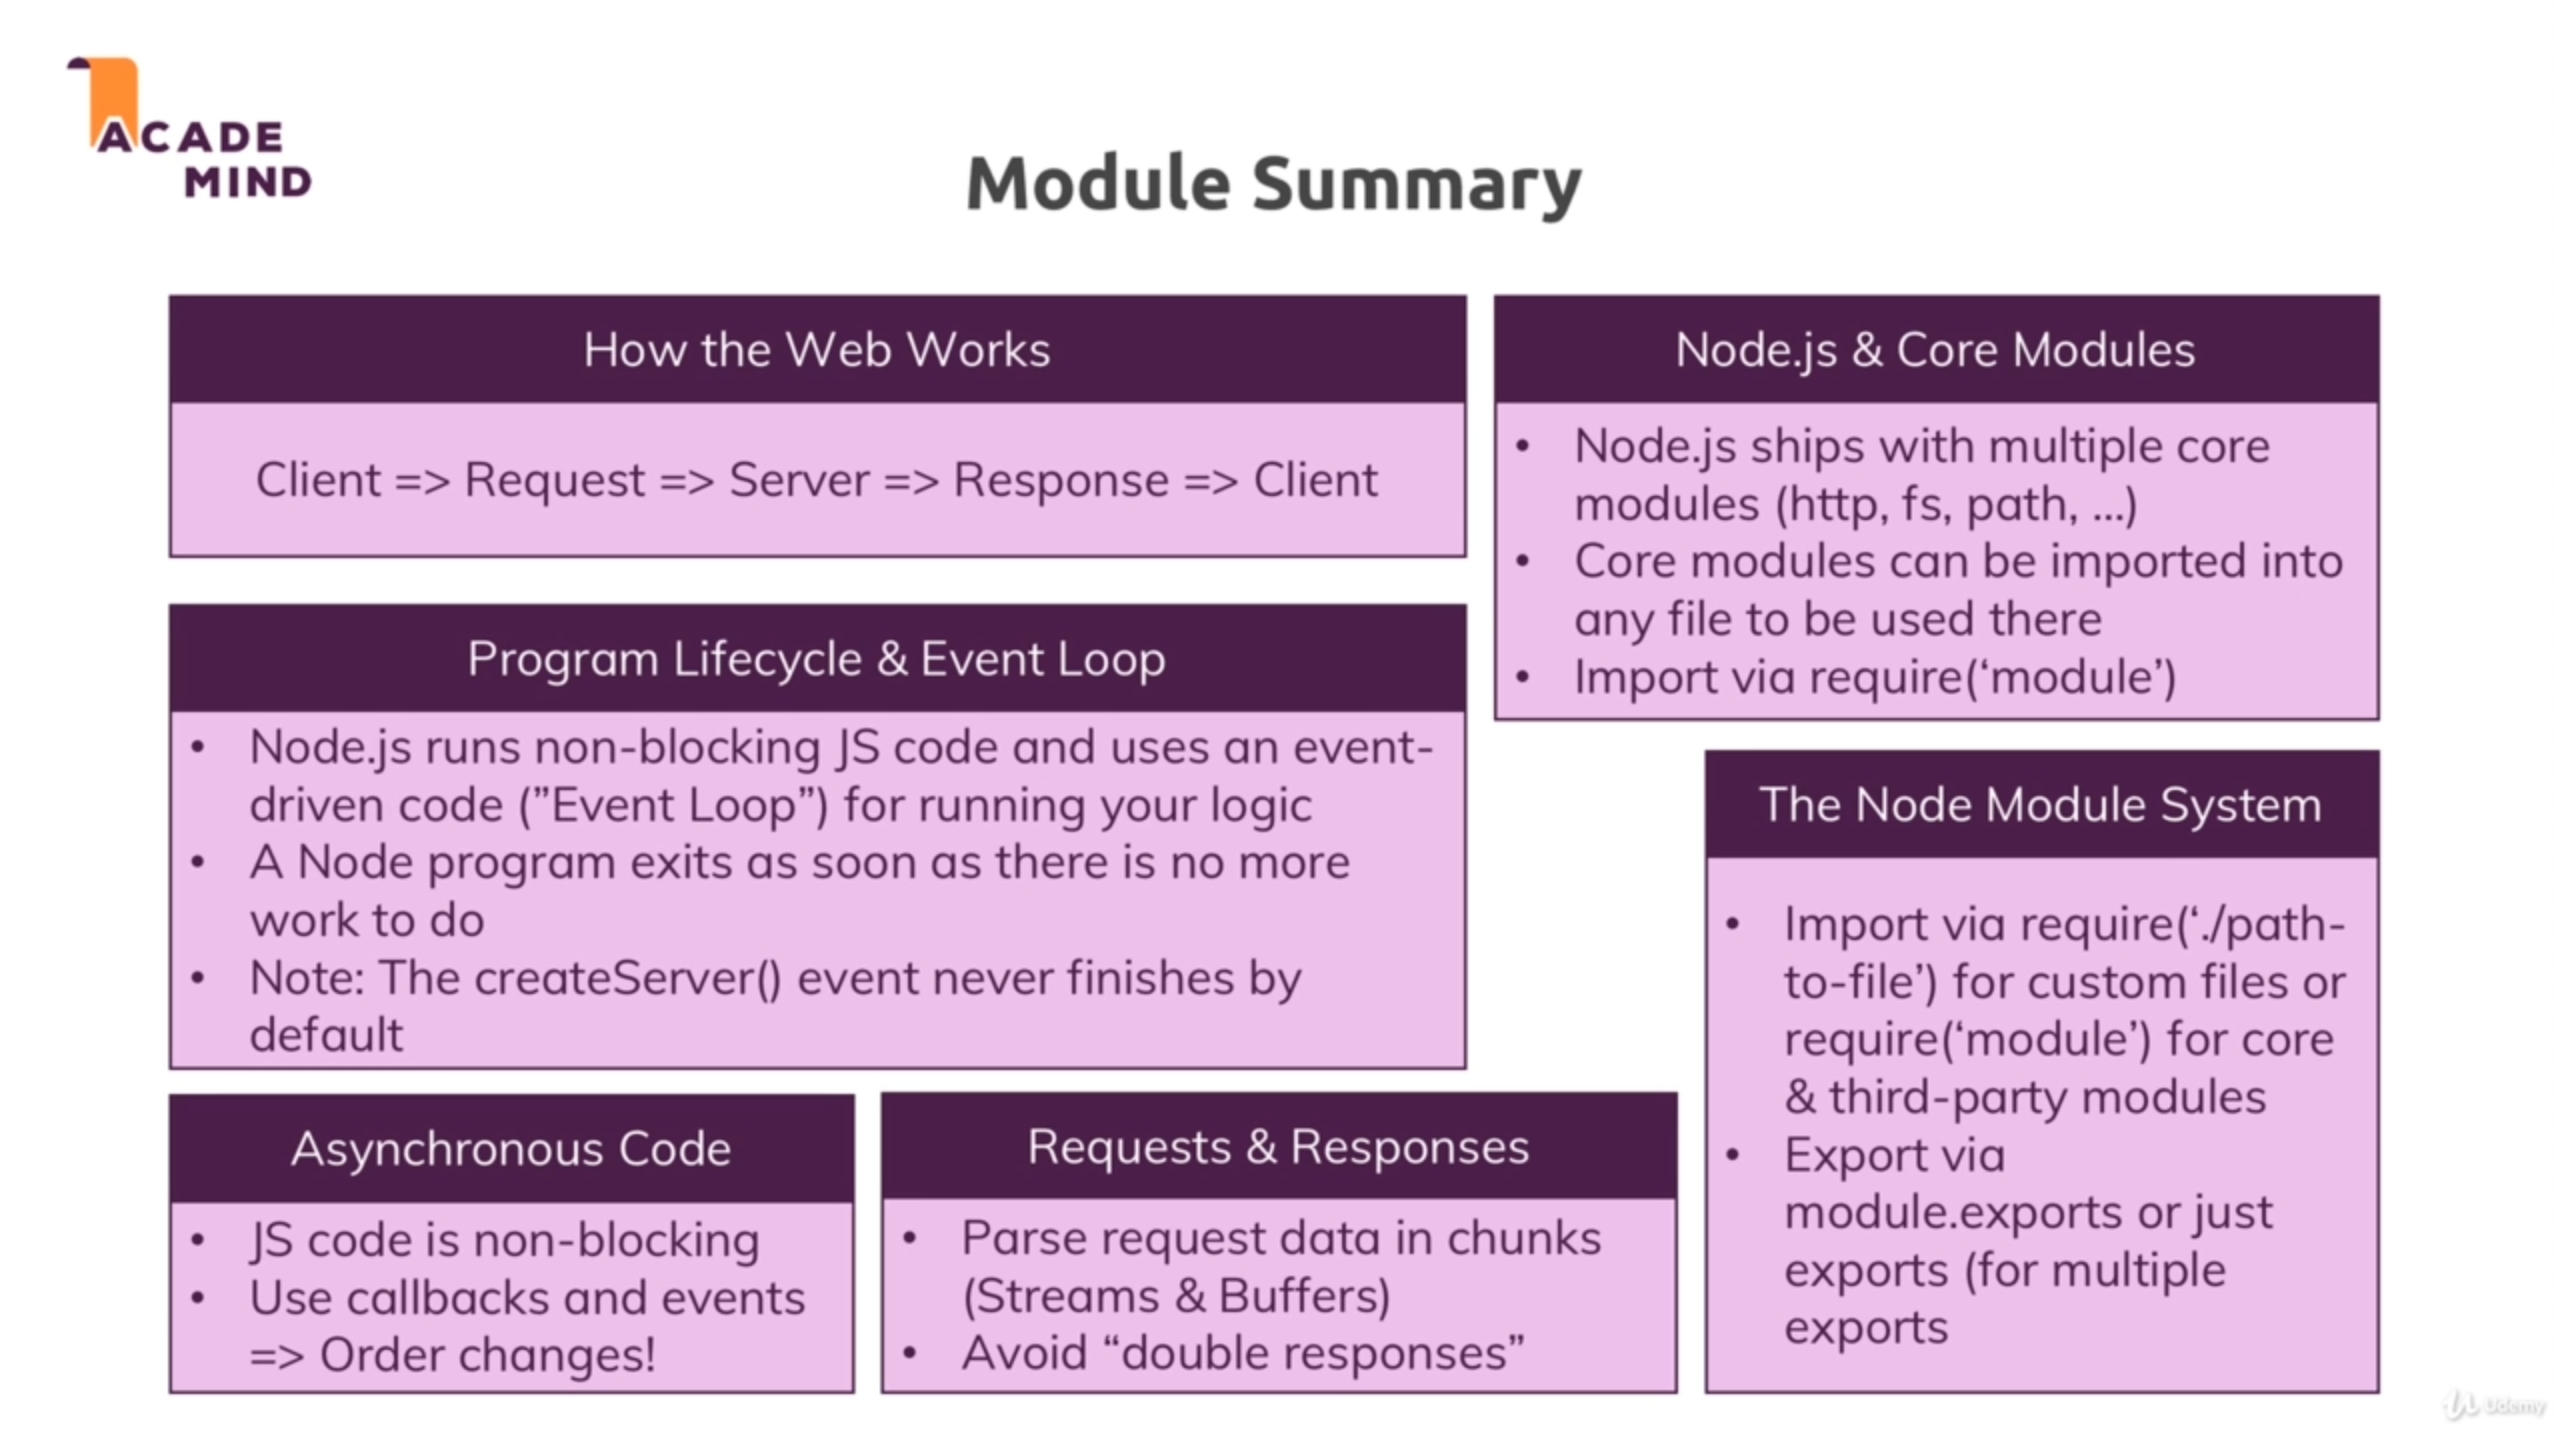 ACADE
MIND
Module Summary
How the Web Works
Client => Request => Server => Response => Client
Program Lifecycle & Event Loop
• Node.js runs non-blocking JS code and uses an event-
driven code (”Event Loop”) for running your logic
• A Node program exits as soon as there is no more
work to do
• Note: The createServer() event never finishes by
default
Asynchronous Code
• JS code is non-blocking
• Use callbacks and events
=> Order changes!
Requests & Responses
• Parse request data in chunks
(Streams & Buffers)
• Avoid “double responses”
Node.js & Core Modules
• Node.js ships with multiple core
modules (http, fs, path, …)
• Core modules can be imported into
any file to be used there
• Import via require(‘module’)
The Node Module System
• Import via require(‘./path-
to-file’) for custom files or
require(‘module’) for core
& third-party modules
• Export via
module.exports or just
exports (for multiple
exports
Udemy